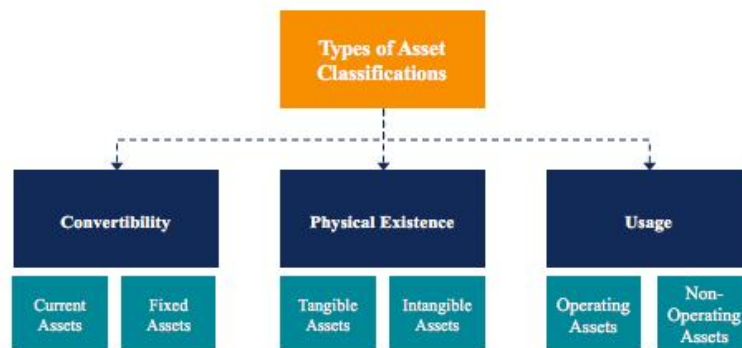 Types of Asset
Classifications
Convertibility
Physical Existence
Usage
Current
Assets
Fixed
Assets
Tangible
Assets
Intangible
Assets
Operating
Assets
Non-
Operating
Assets